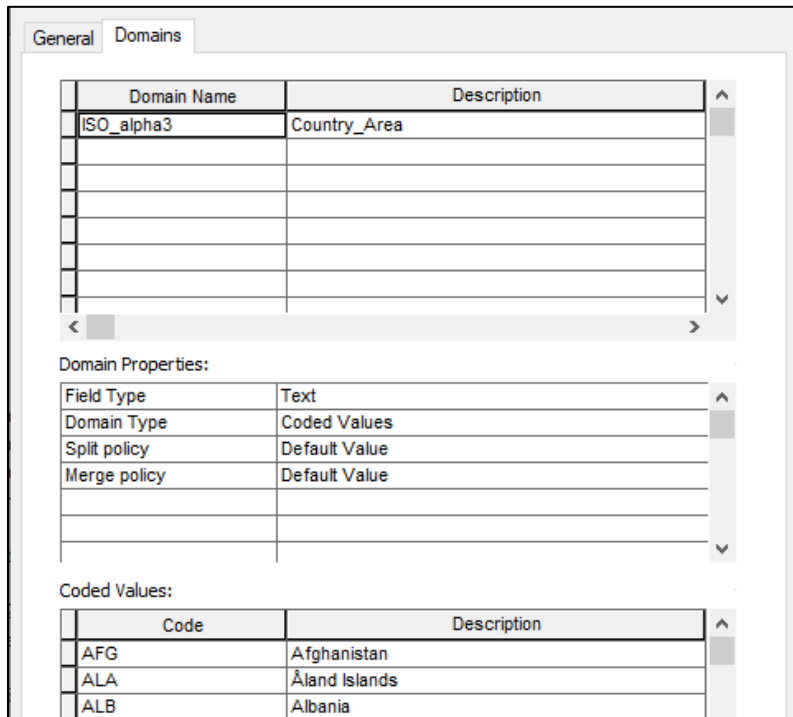 General Domains
Domain Name Description
ISO_alpha3 Country_Area
Domain Properties:
Field Type Text
Domain Type Coded Values
Split policy Default Value
Merge policy Default Value
Coded Values:
Code Description
AFG Afghanistan
ALA Åland Islands
ALB Albania